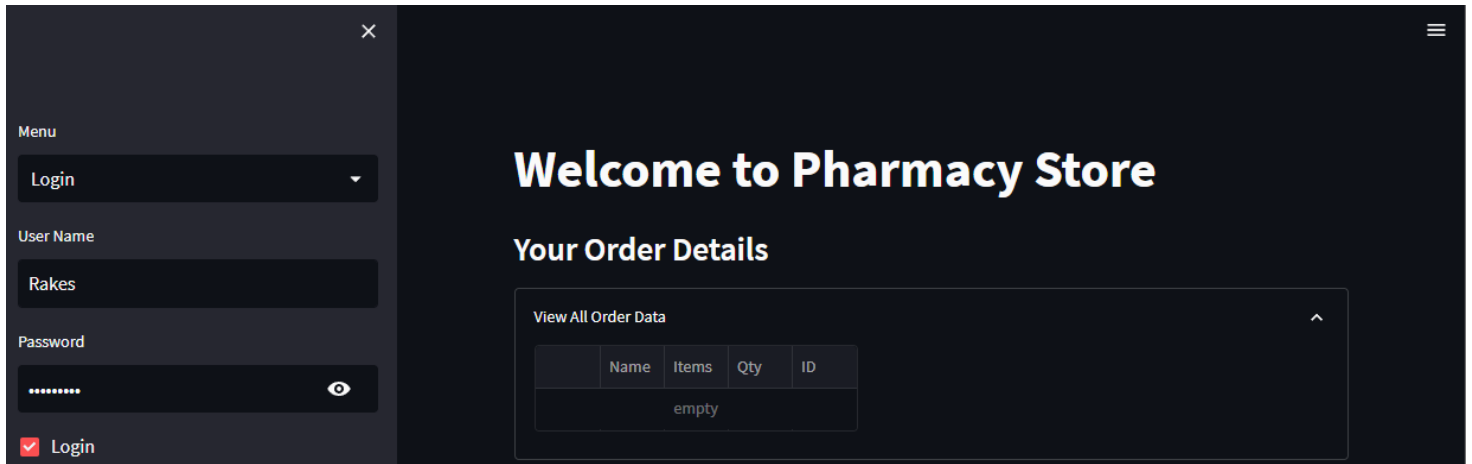 Menu
Login
User Name
Rakes
Password
•••••••••
Login
Welcome to Pharmacy Store
Your Order Details
View All Order Data
Name Items Qty ID
empty